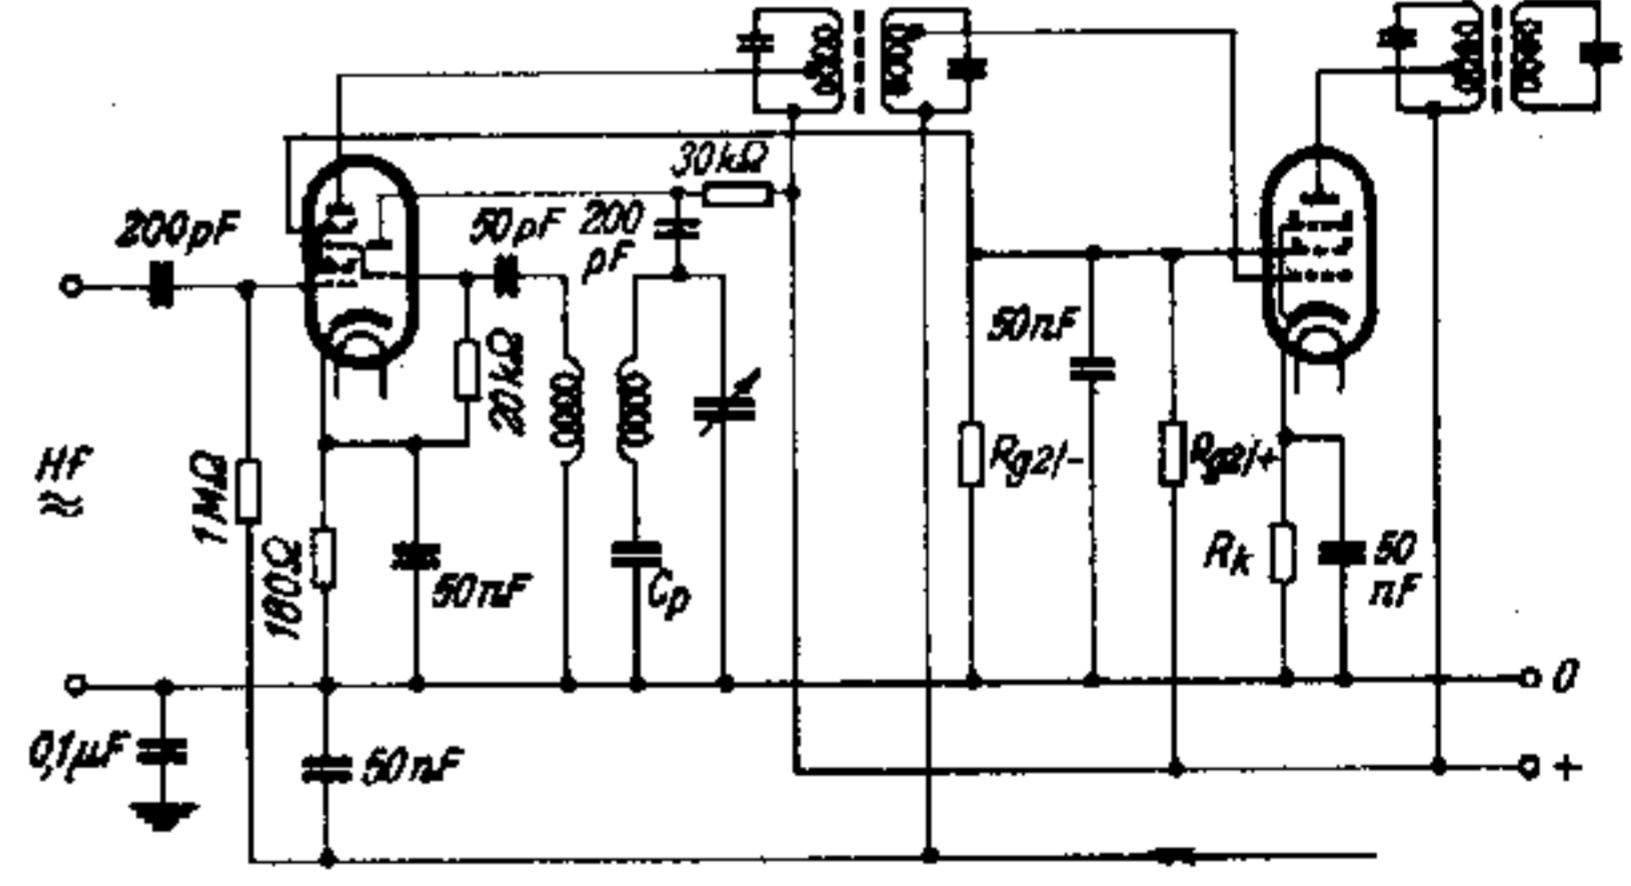 30kΩ
200pF
50pF
200
pF
50nF
20kΩ
HF
≈
1MΩ
Rg2/-
Rg2/+
180Ω
50nF
Cp
Rk
50
nF
0
0,1µF
50nF
+